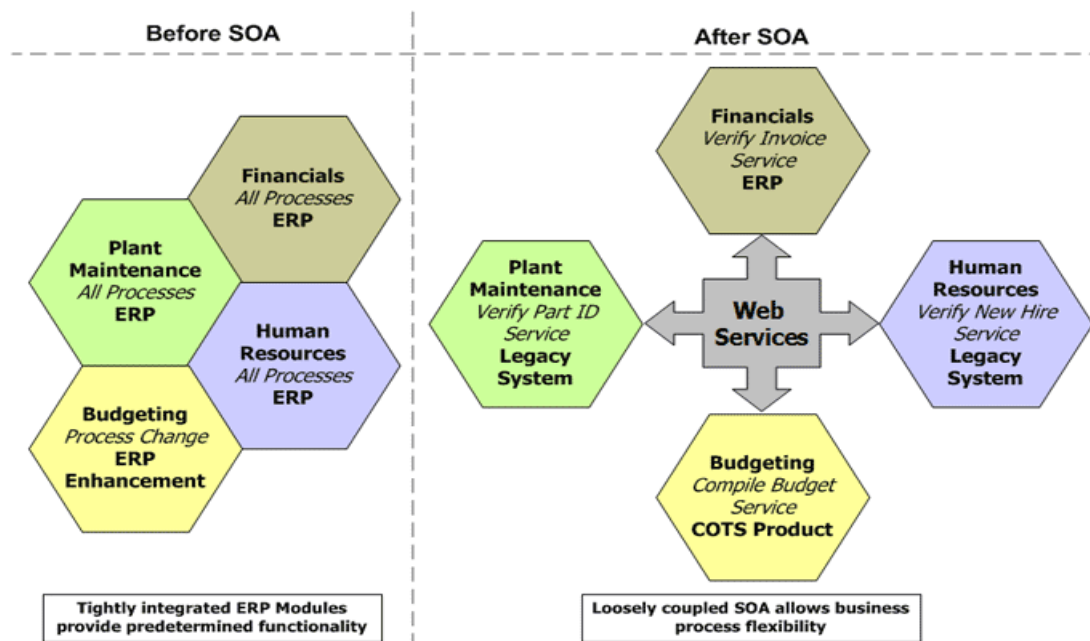 Before SOA
After SOA
Financials
All Processes
ERP
Plant
Maintenance
All Processes
ERP
Human
Resources
All Processes
ERP
Budgeting
Process Change
ERP
Enhancement
Tightly integrated ERP Modules
provide predetermined functionality
Financials
Verify Invoice
Service
ERP
Plant
Maintenance
Verify Part ID
Service
Legacy
System
Web
Services
Human
Resources
Verify New Hire
Service
Legacy
System
Budgeting
Compile Budget
Service
COTS Product
Loosely coupled SOA allows business
process flexibility